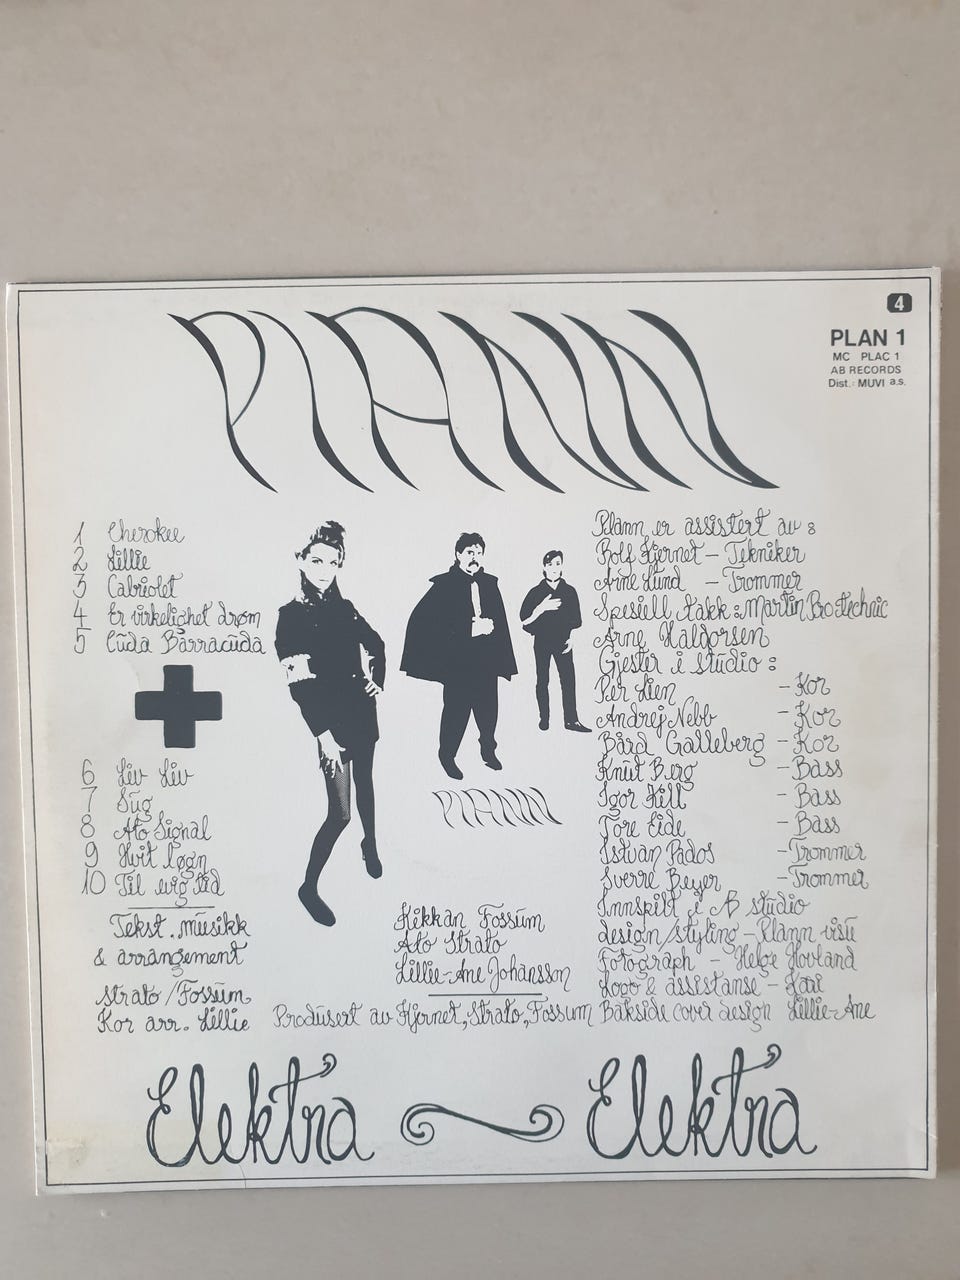 PLANN
4
PLAN 1
MC PLAC 1
AB RECORDS
Dist.: MUVI a.s.
1 Cherokee
2 Lillie
3 Cabriolet
4 Er virkelighet drøm
5 Cuda Barracuda
6 Liv Liv
7 Sug
8 Ato Signal
9 Hvit løgn
10 Til evig tid
Tekst. musikk
& arrangement
Strato/Fossum
Kor arr. Lillie
PLANN
Kikkan Fossum
Ato Strato
Lillie-Ane Johansson
Plann er assistert av:
Rolf Kjernet - Tekniker
Arne Lund - Trommer
Spesiell takk: Martin Pro-technic
Arne Haldorsen
Gjester i studio:
Per Lien - Kor
Andrej Nebb - Kor
Bård Galleberg - Kor
Knut Berg - Bass
Igor Kill - Bass
Tore Eide - Bass
Istvan Pados - Trommer
Sverre Beyer - Trommer
Innspilt i AB studio
design/styling - Plann visu
Fotograph - Helge Hovland
Logo & assistanse - Kari
Produsert av Kjernet, Strato, Fossum Bakside cover design Lillie-Ane
Elektra ~ Elektra